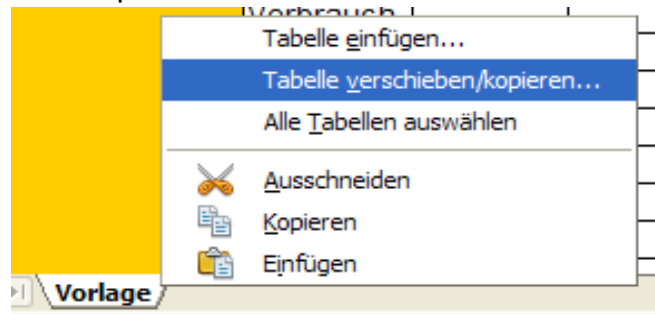 Verbrauch
Tabelle einfügen...
Tabelle verschieben/kopieren...
Alle Tabellen auswählen
Ausschneiden
Kopieren
Einfügen
Vorlage